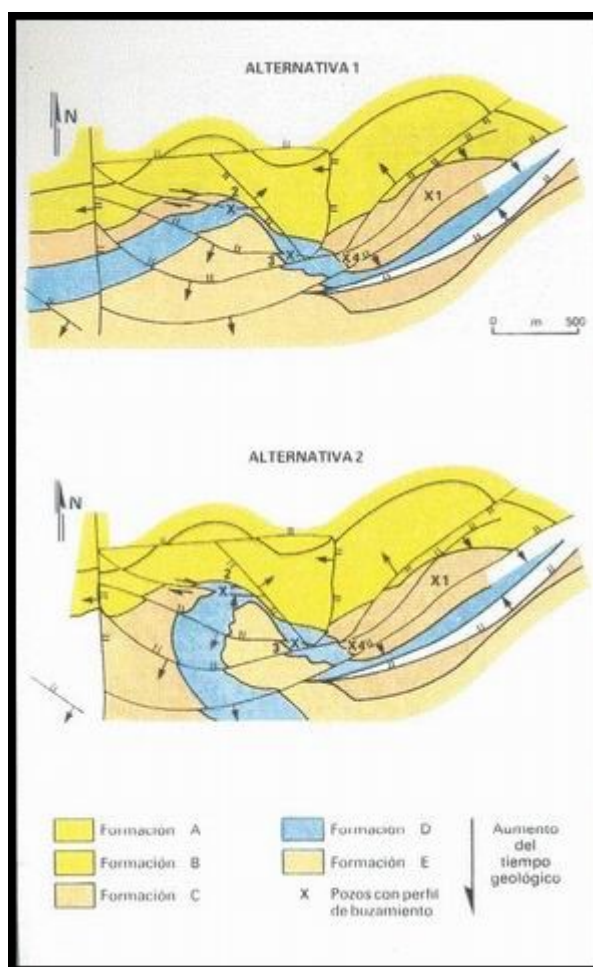 ALTERNATIVA 1
N
2
X
X1
3
X
X4
0 m 500
ALTERNATIVA 2
N
2
X
X1
3
X
X4
Formación A
Formación B
Formación C
Formación D
Formación E
X Pozos con perfil
de buzamiento
Aumento
del
tiempo
geológico